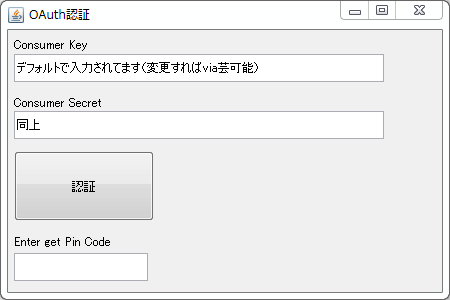 OAuth認証
Consumer Key
デフォルトで入力されてます(変更すればvia芸可能)
Consumer Secret
同上
認証
Enter get Pin Code